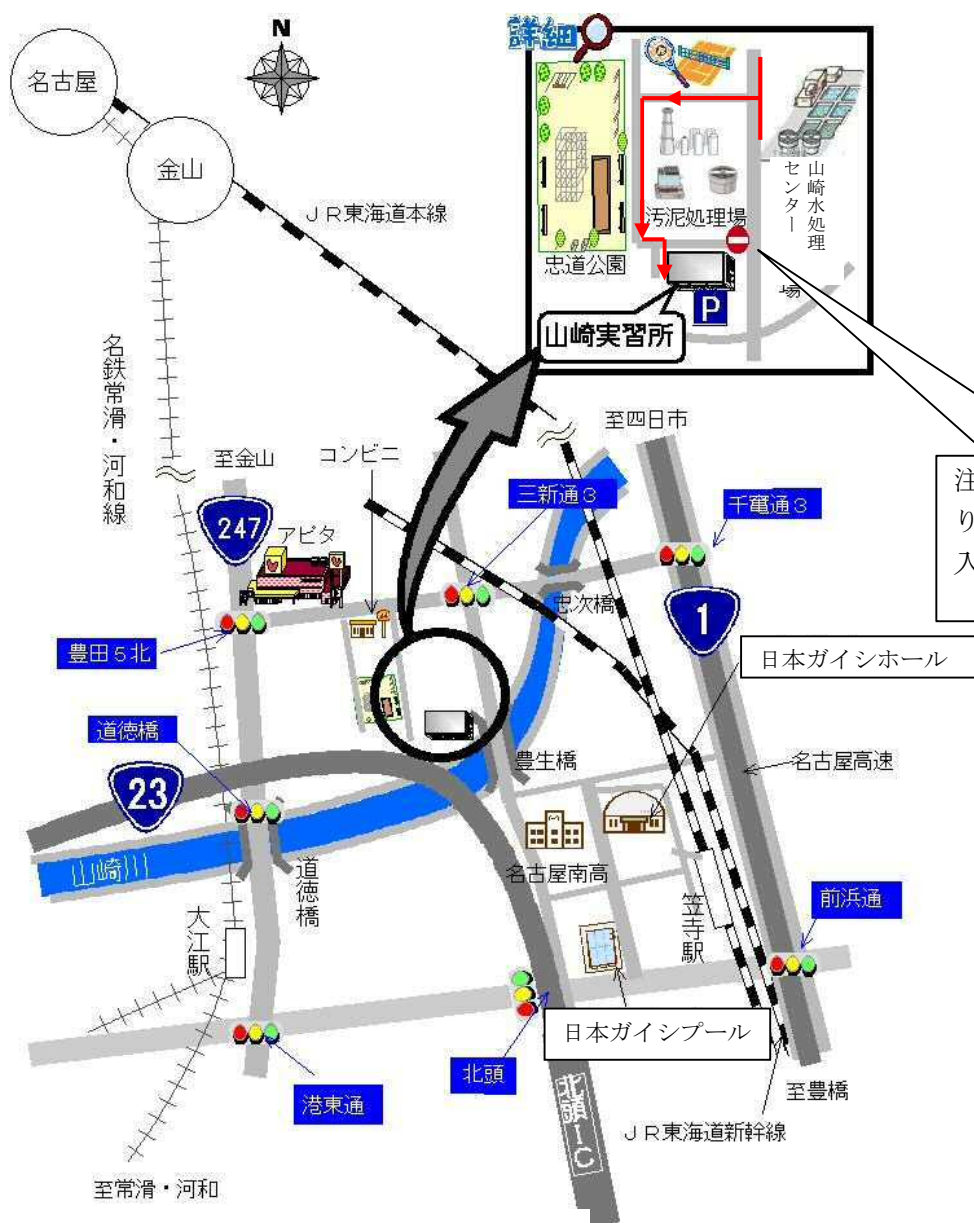 名古屋
N
金山
JR東海道本線
名鉄常滑・河和線
詳細
山崎水処理
センター
汚泥処理場
忠道公園
場
P
山崎実習所
至四日市
至金山
コンビニ
三新通3
千竃通3
247
アピタ
忠次橋
1
豊田5北
日本ガイシホール
注
り
入
道徳橋
23
豊生橋
名古屋高速
山崎川
道徳橋
名古屋南高
大江駅
笠寺駅
前浜通
日本ガイシプール
北頭
港東通
北頭IC
至豊橋
JR東海道新幹線
至常滑・河和